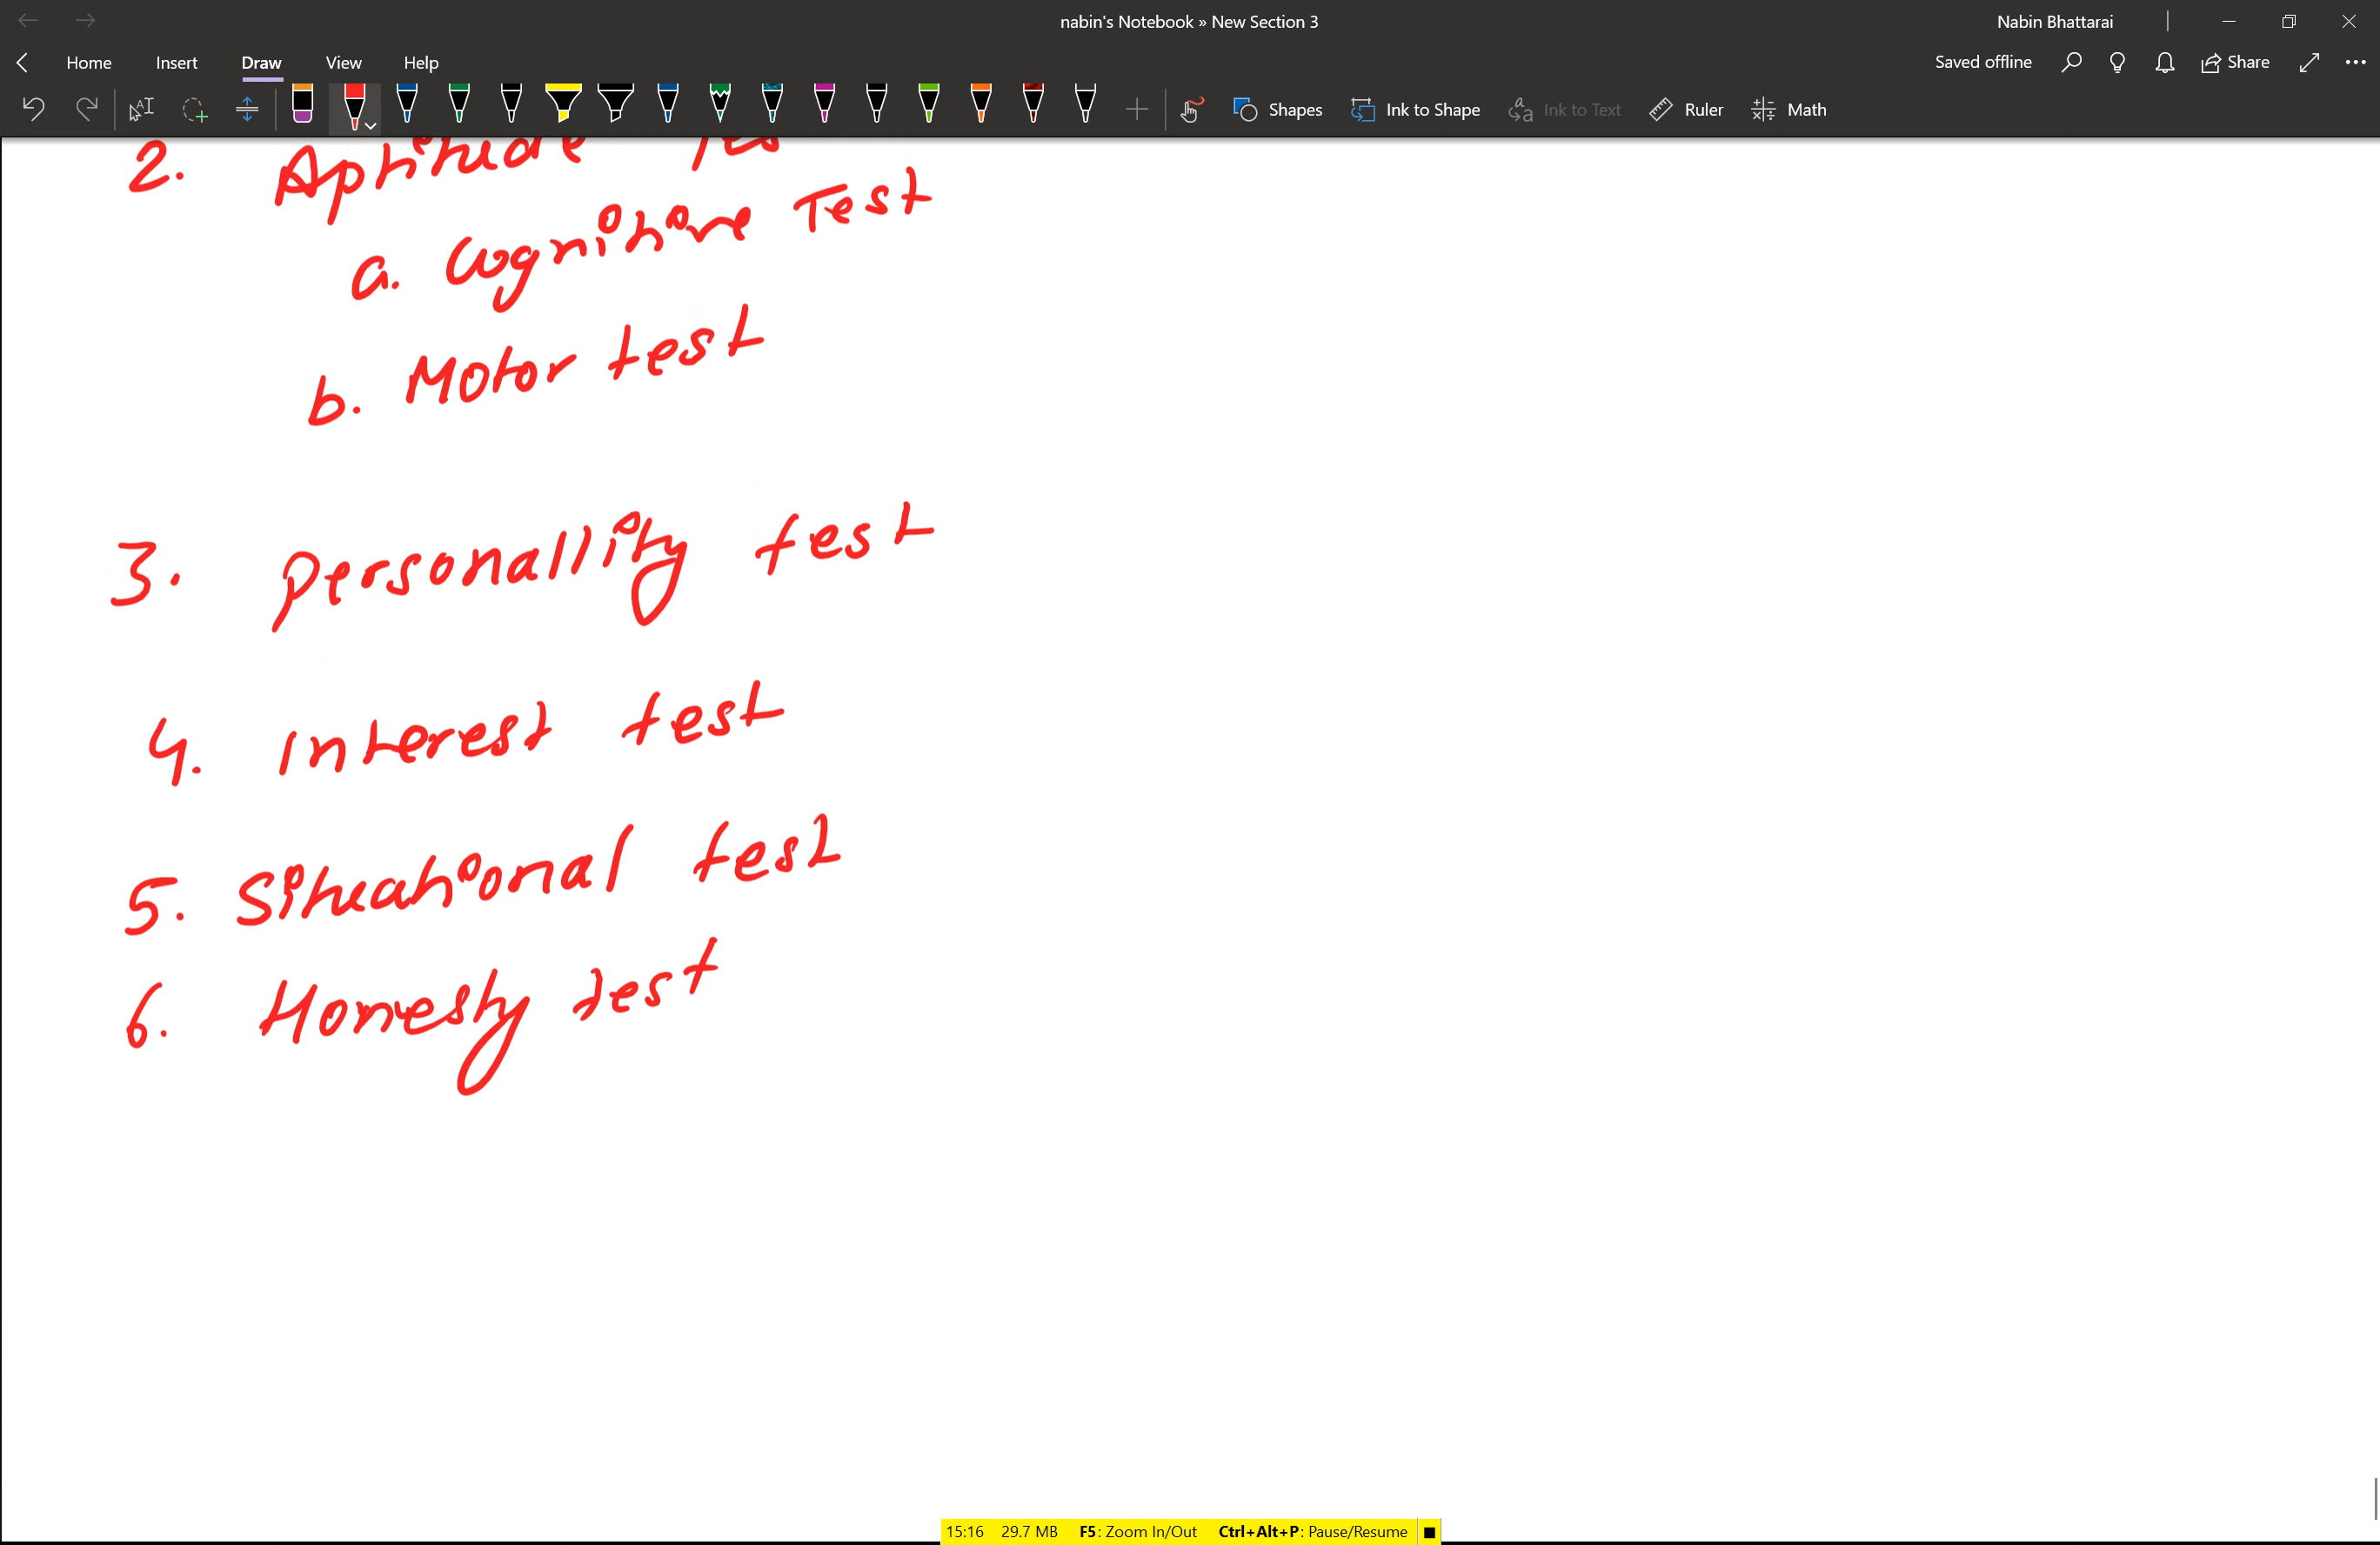 nabin's Notebook » New Section 3
Nabin Bhattarai
Home Insert Draw View Help
Saved offline Share
Shapes Ink to Shape Ink to Text Ruler Math
2. Aptitude Tes
a. Cognitive Test
b. Motor test
3. personallity test
4. interest test
5. Situational test
6. Honesty test
15:16 29.7 MB F5: Zoom In/Out Ctrl+Alt+P: Pause/Resume